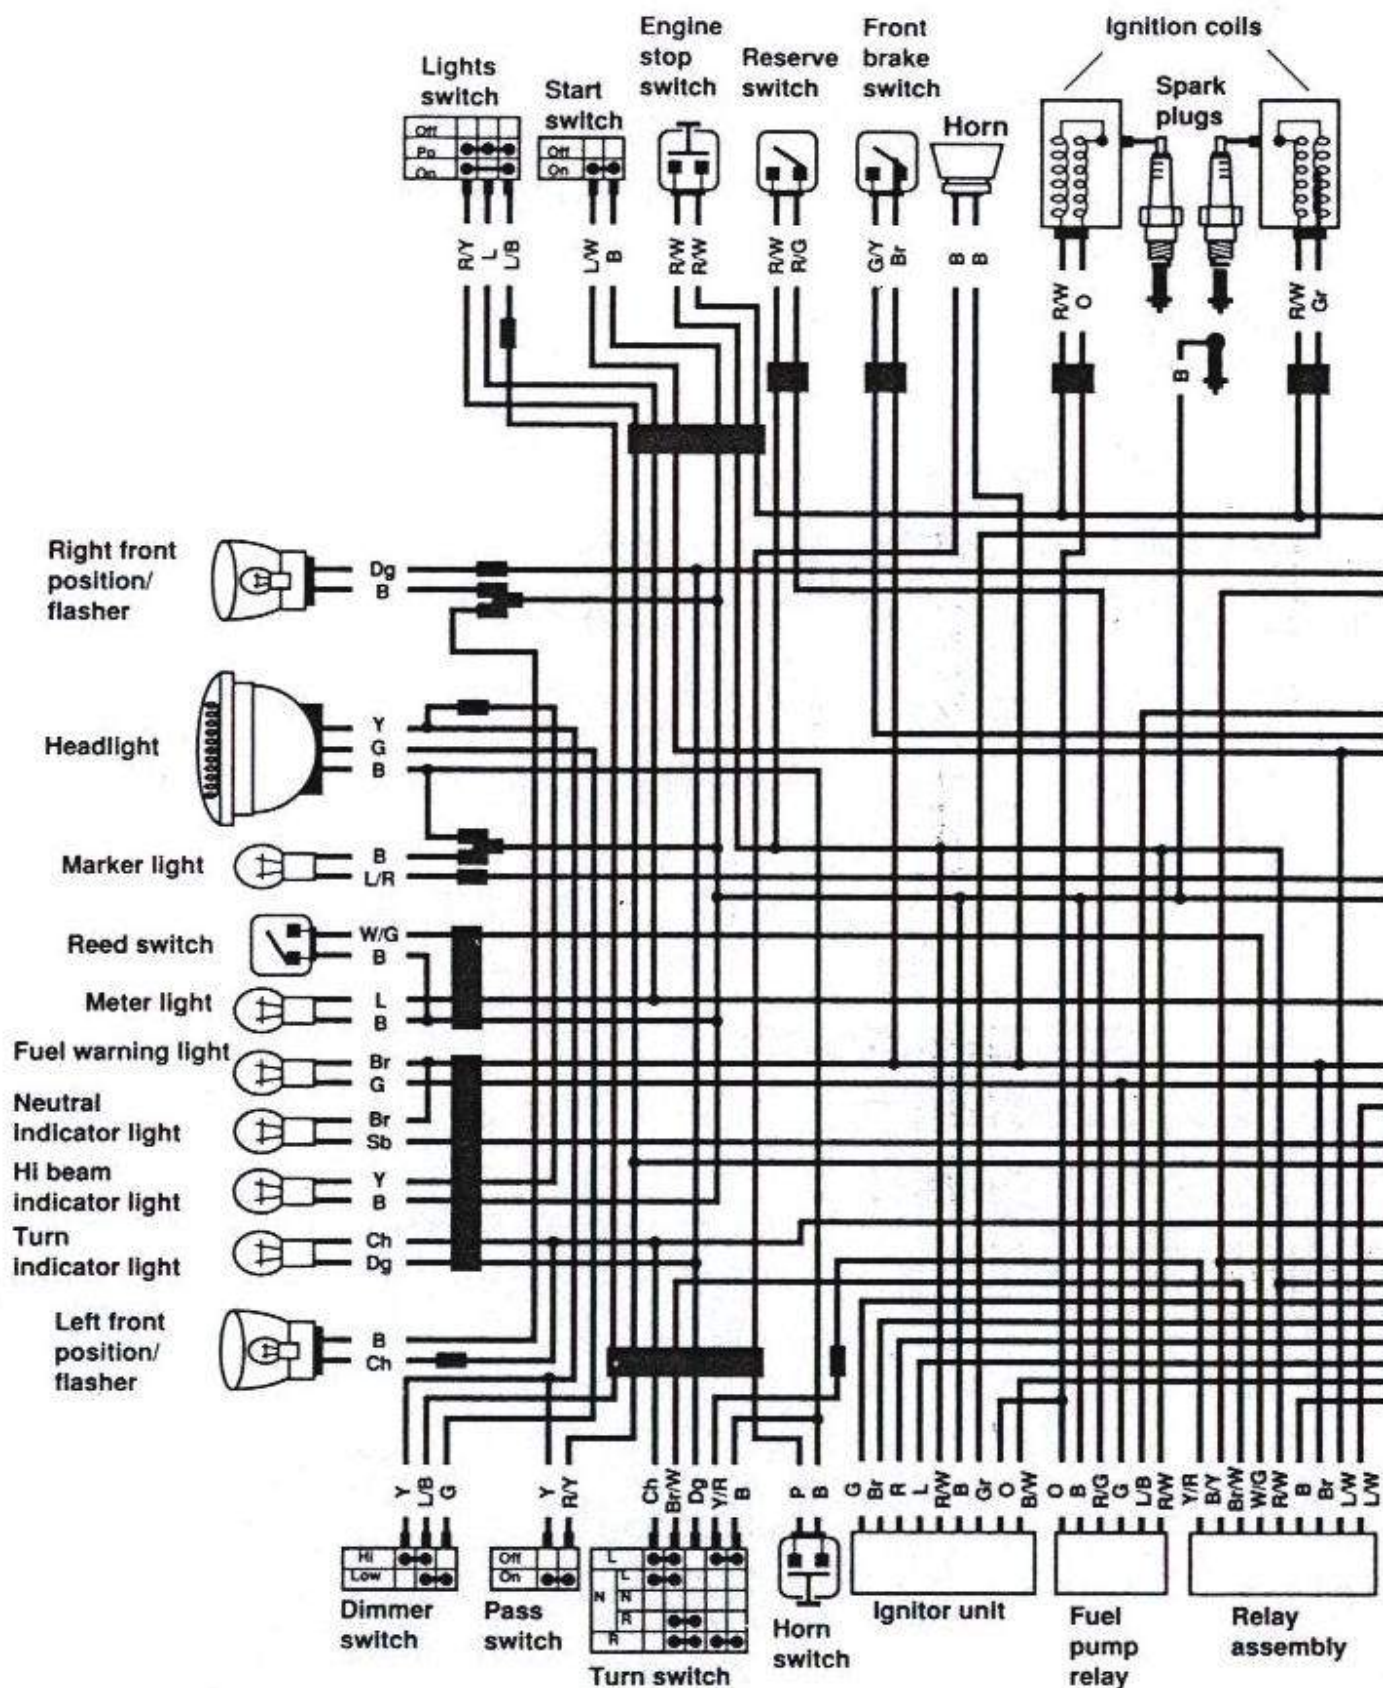 Engine
stop
switch
Front
brake
switch
Ignition coils
Lights
switch
Start
switch
Reserve
switch
Horn
Spark
plugs
Off
Po
On
Off
On
R/Y
L
L/B
L/W
B
R/W
R/W
R/W
R/G
G/Y
Br
B
B
R/W
O
B
R/W
Gr
Right front
position/
flasher
Dg
B
Headlight
Y
G
B
Marker light
B
L/R
Reed switch
W/G
B
Meter light
L
B
Fuel warning light
Br
G
Neutral
indicator light
Br
Sb
Hi beam
indicator light
Y
B
Turn
indicator light
Ch
Dg
Left front
position/
flasher
B
Ch
Y
L/B
G
Y
R/Y
Ch
Br/W
Dg
Y/R
B
P
B
G
Br
R
L
R/W
B
Gr
O
B/W
O
B
R/G
G
L/B
R/W
Y/R
B/Y
Br/W
W/G
R/W
B
Br
L/W
L/W
Hi
Low
Off
On
L
L
N
N
R
R
Dimmer
switch
Pass
switch
Turn switch
Horn
switch
Ignitor unit
Fuel
pump
relay
Relay
assembly